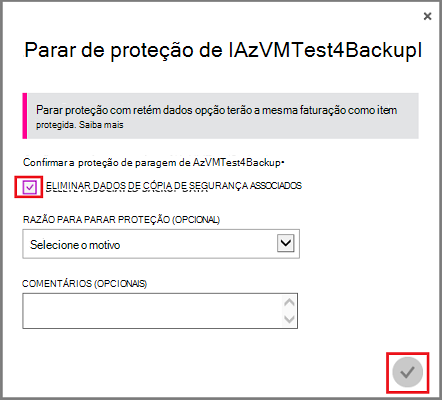 Parar de proteção de IAzVMTest4BackupI
Parar proteção com retém dados opção terão a mesma faturação como item
protegida. Saiba mais
Confirmar a proteção de paragem de AzVMTest4Backup•
ELIMINAR DADOS DE CÓPIA DE SEGURANÇA ASSOCIADOS
RAZÃO PARA PARAR PROTEÇÃO (OPCIONAL)
Selecione o motivo
COMENTÁRIOS (OPCIONAIS)